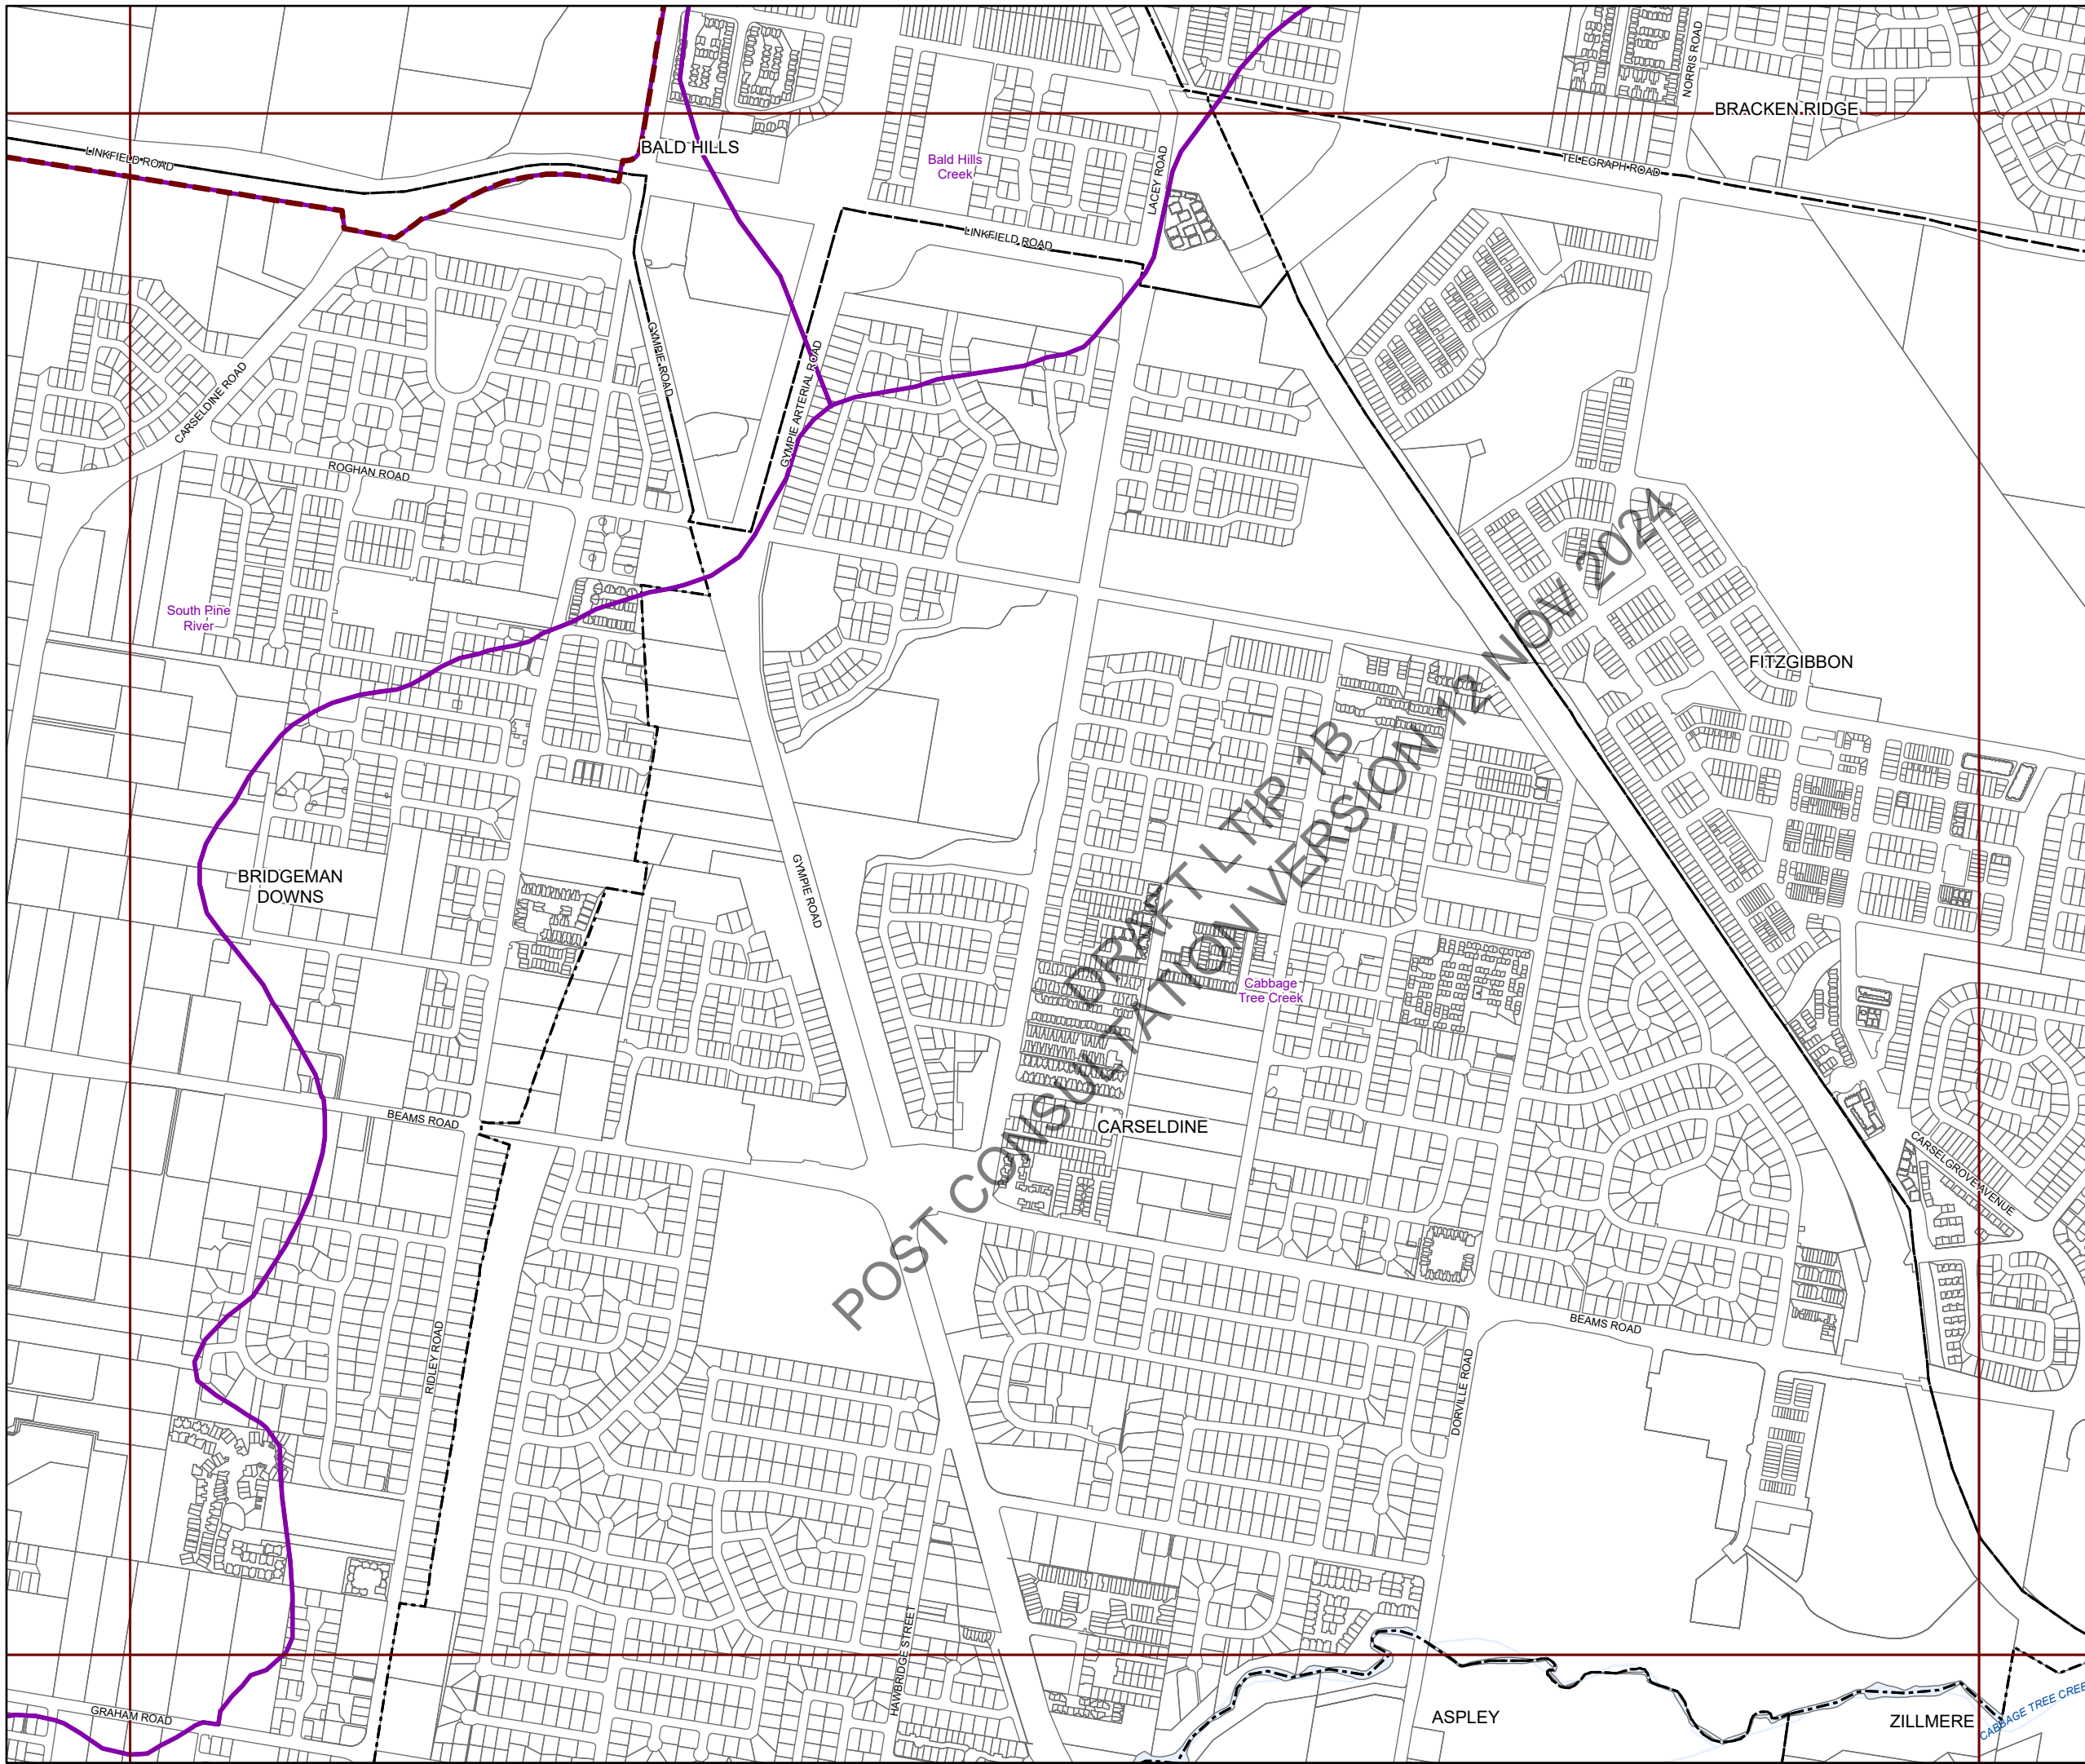 NORRIS ROAD
BRACKEN RIDGE
BALD HILLS
LINKFIELD ROAD
Bald Hills
Creek
LACEY ROAD
TELEGRAPH ROAD
LINKFIELD ROAD
GYMPIE ROAD
GYMPIE ARTERIAL ROAD
CARSELDINE ROAD
ROGHAN ROAD
South Pine
River
FITZGIBBON
BRIDGEMAN
DOWNS
GYMPIE ROAD
DRAFT LTIP 1B
POST CONSULTATION VERSION 12 NOV 2024
Cabbage
Tree Creek
BEAMS ROAD
CARSELDINE
CARSELGROVE AVENUE
BEAMS ROAD
RIDLEY ROAD
DORVILLE ROAD
HAWBRIDGE STREET
GRAHAM ROAD
ASPLEY
ZILLMERE
CABBAGE TREE CREE